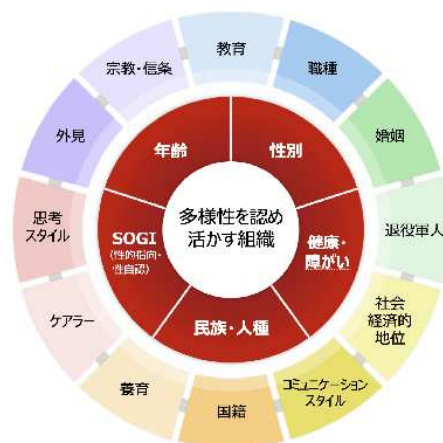 教育
職種
婚姻
退役軍人
社会
経済的
地位
コミュニケーション
スタイル
国籍
養育
ケアラー
思考
スタイル
外見
宗教・信条
年齢
性別
健康・
障がい
民族・人種
SOGI
(性的指向・
性自認)
多様性を認め
活かす組織